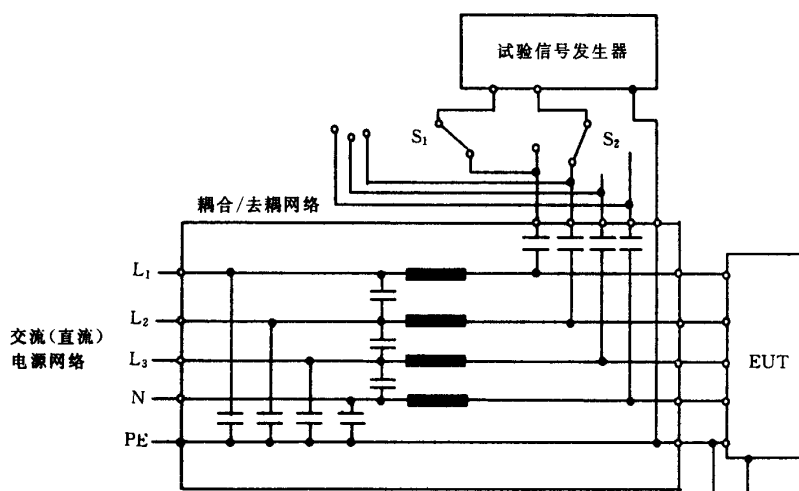 试验信号发生器
S₁
S₂
耦合/去耦网络
L₁
L₂
交流(直流)
电源网络
L₃
N
PE
EUT